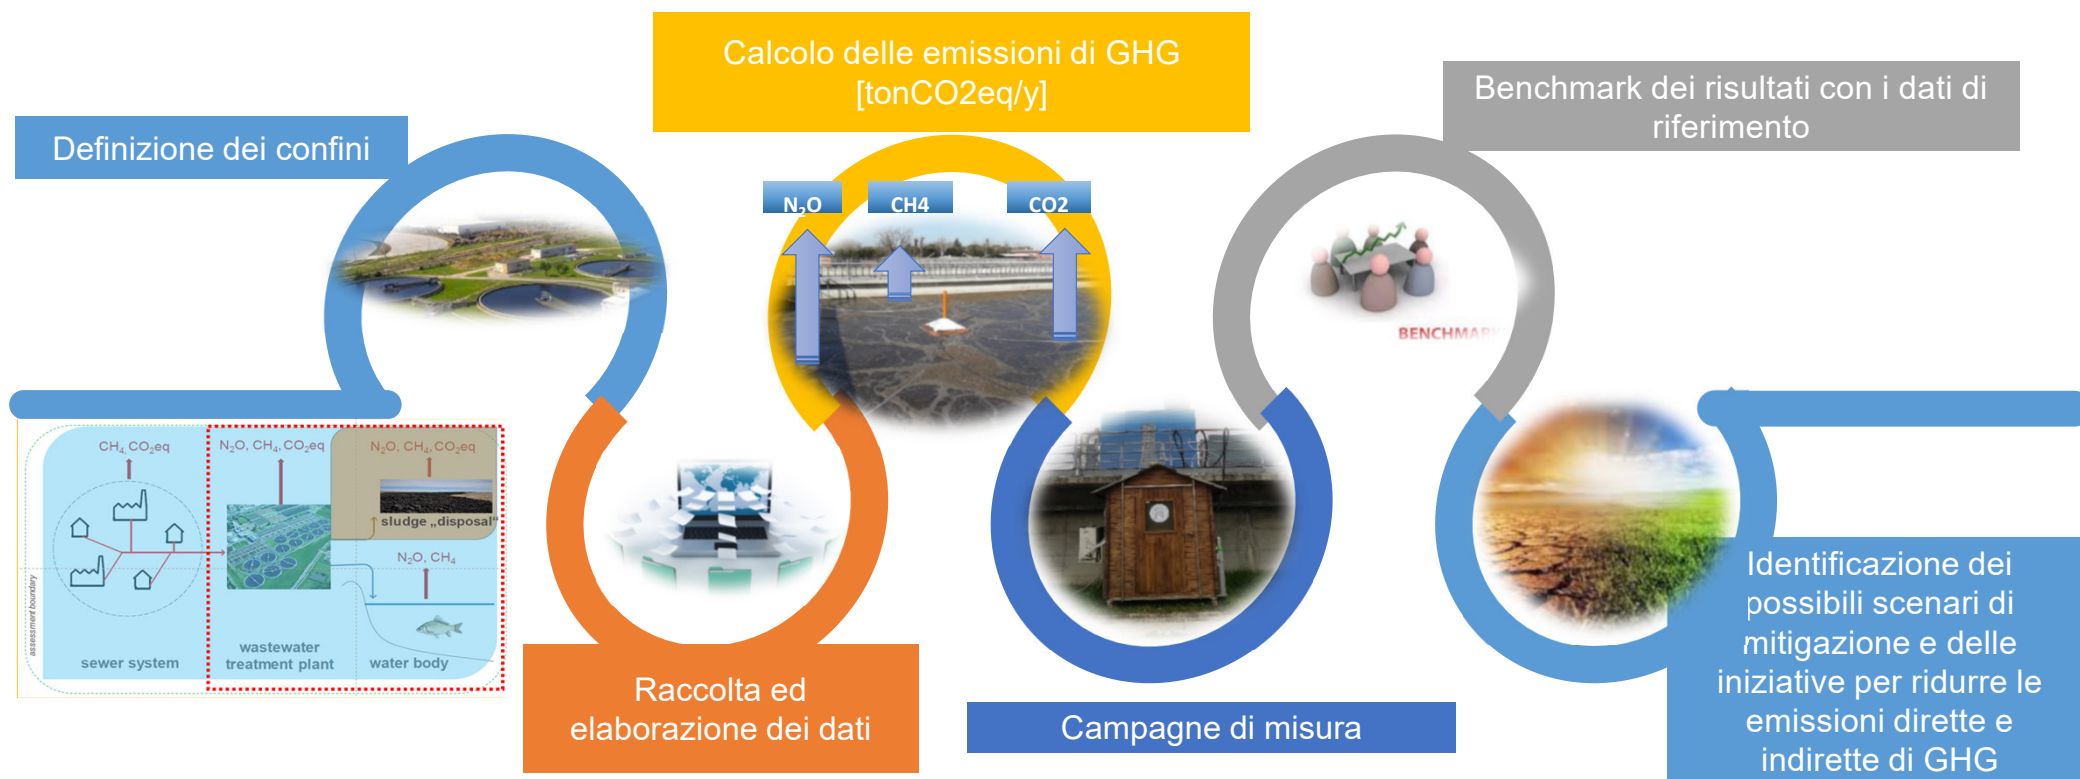 Calcolo delle emissioni di GHG
[tonCO2eq/y]
Benchmark dei risultati con i dati di
riferimento
Definizione dei confini
N₂O
CH4
CO2
BENCHMARK
CH₄, CO₂eq
N₂O, CH₄, CO₂eq
N₂O, CH₄, CO₂eq
sludge „disposal“
N₂O, CH₄
assessment boundary
sewer system
wastewater
treatment plant
water body
Raccolta ed
elaborazione dei dati
Campagne di misura
Identificazione dei
possibili scenari di
mitigazione e delle
iniziative per ridurre le
emissioni dirette e
indirette di GHG